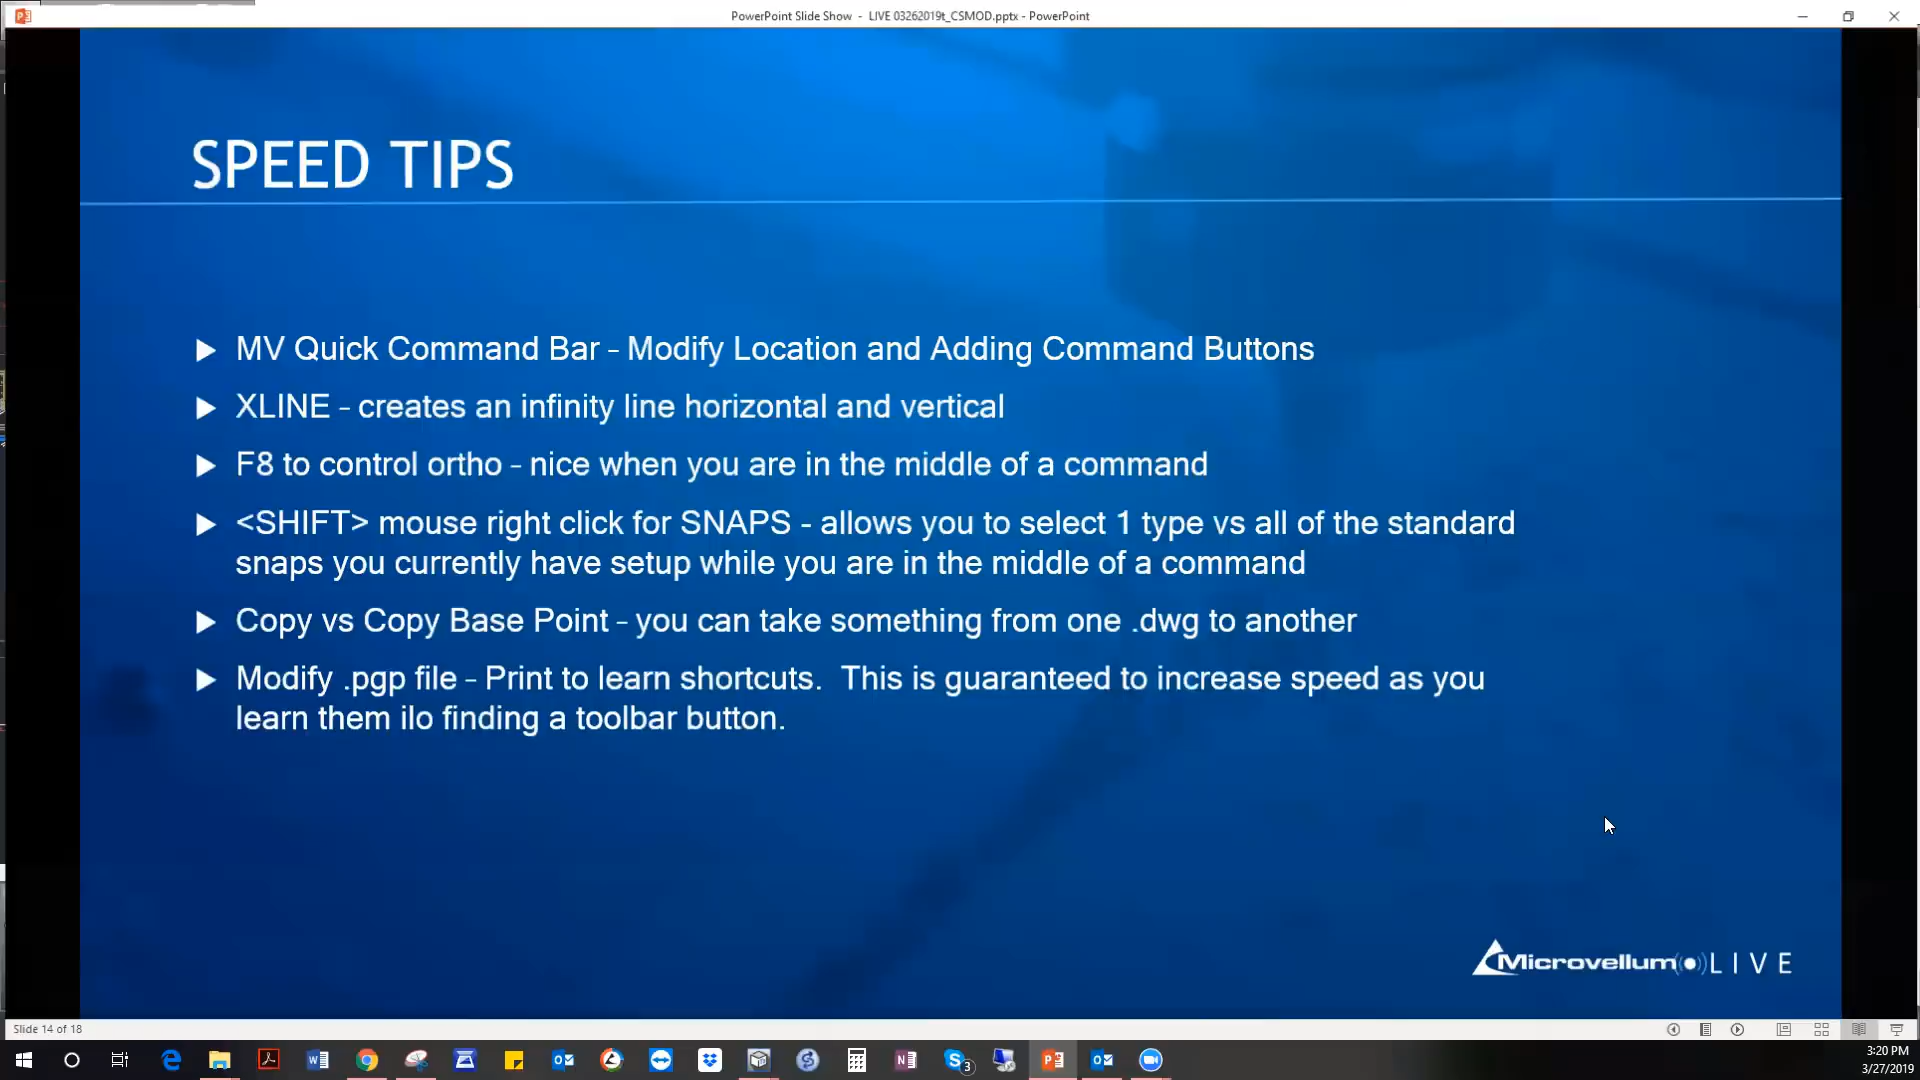 PowerPoint Slide Show - LIVE 03262019t_CSMOD.pptx - PowerPoint
SPEED TIPS
MV Quick Command Bar – Modify Location and Adding Command Buttons
XLINE – creates an infinity line horizontal and vertical
F8 to control ortho – nice when you are in the middle of a command
<SHIFT> mouse right click for SNAPS - allows you to select 1 type vs all of the standard
snaps you currently have setup while you are in the middle of a command
Copy vs Copy Base Point – you can take something from one .dwg to another
Modify .pgp file – Print to learn shortcuts.  This is guaranteed to increase speed as you
learn them ilo finding a toolbar button.
Microvellum LIVE
Slide 14 of 18
3:20 PM
3/27/2019